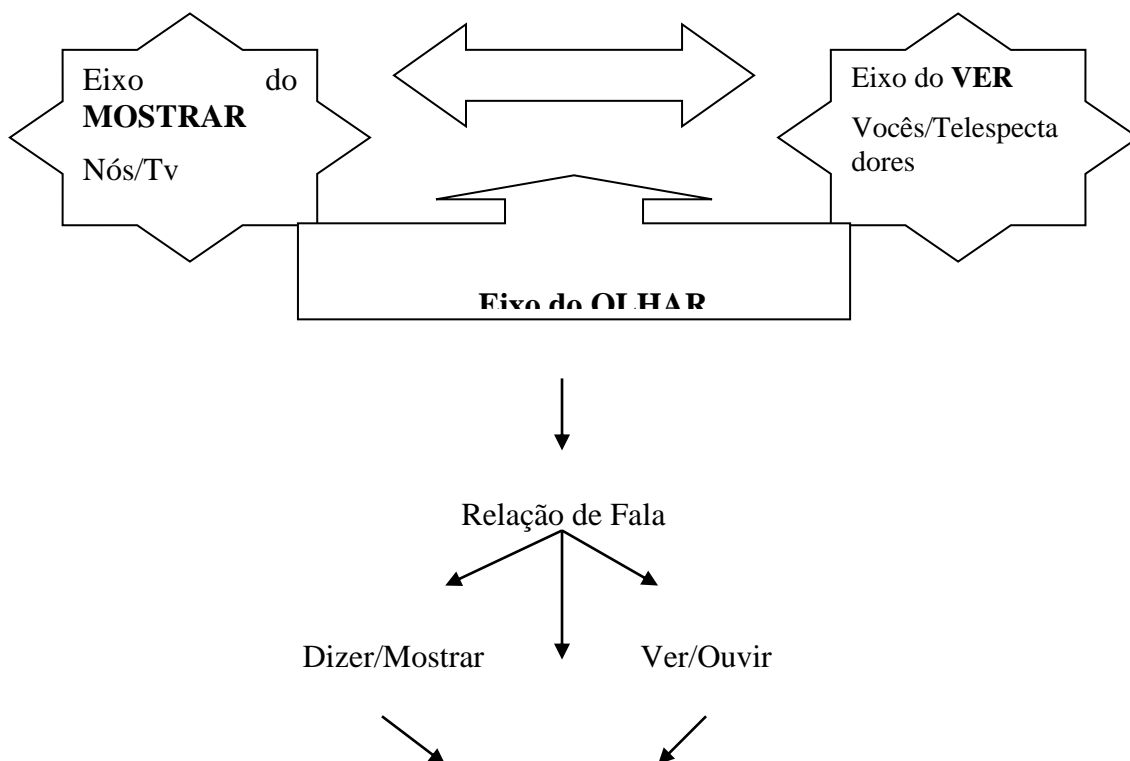 Eixo do
MOSTRAR
Nós/Tv
Eixo do VER
Vocês/Telespecta
dores
Eixo do OLHAR
Relação de Fala
Dizer/Mostrar
Ver/Ouvir